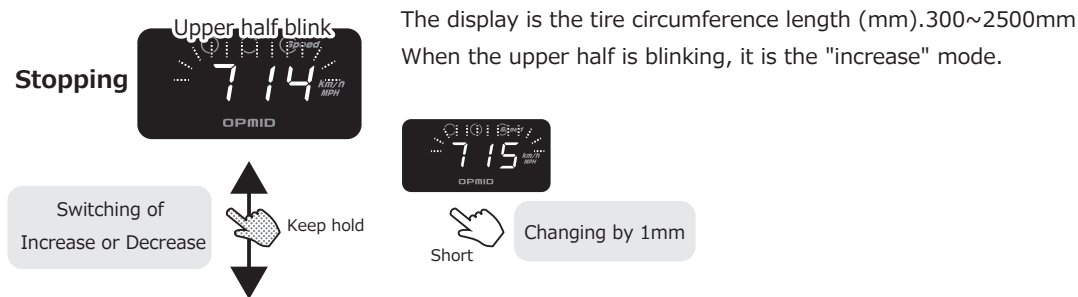 The display is the tire circumference length (mm).300~2500mm
When the upper half is blinking, it is the "increase" mode.
Upper half blink
Speed
Stopping
714
km/h
MPH
OPMID
Speed
715
km/h
MPH
OPMID
Switching of
Increase or Decrease
Keep hold
Short
Changing by 1mm